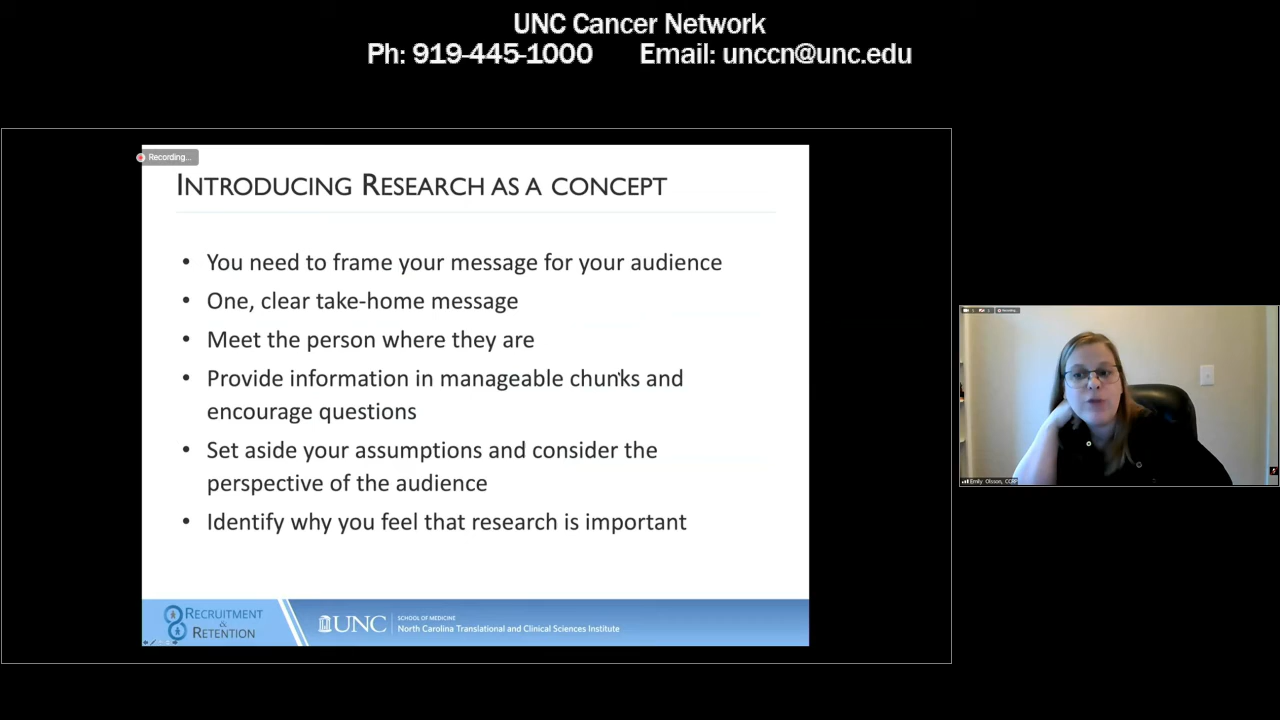 UNC Cancer Network
Ph: 919-445-1000 Email: unccn@unc.edu
Recording...
INTRODUCING RESEARCH AS A CONCEPT
• You need to frame your message for your audience
• One, clear take-home message
• Meet the person where they are
• Provide information in manageable chunks and
encourage questions
• Set aside your assumptions and consider the
perspective of the audience
• Identify why you feel that research is important
RECRUITMENT
&
RETENTION
UNC
SCHOOL OF MEDICINE
North Carolina Translational and Clinical Sciences Institute
Recording...
Emily Olsson, CCRP